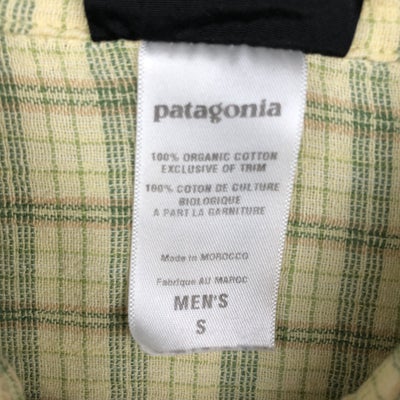 patagonia
100% ORGANIC COTTON
EXCLUSIVE OF TRIM
100% COTON DE CULTURE
BIOLOGIQUE
A PART LA GARNITURE
Made in MOROCCO
Fabrique AU MAROC
MEN'S
S